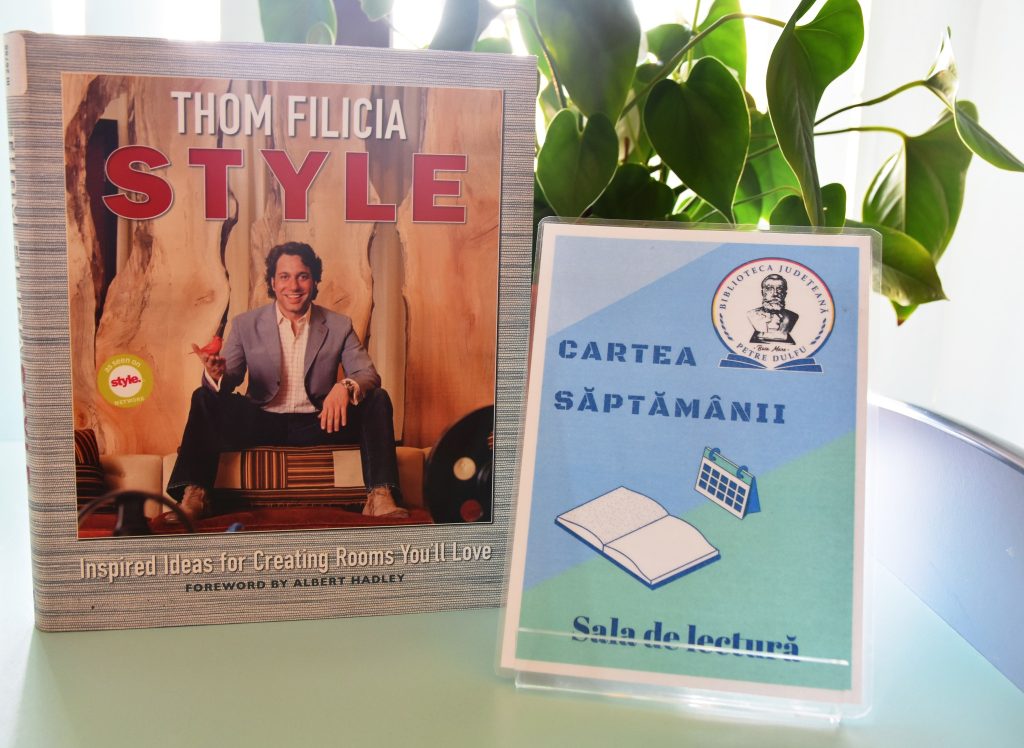 THOM FILICIA
STYLE
as seen on
style.
NETWORK
Inspired Ideas for Creating Rooms You'll Love
FOREWORD BY ALBERT HADLEY
BIBLIOTECA JUDEȚEANĂ
Baia Mare
PETRE DULFU
CARTEA
SĂPTĂMÂNII
Sala de lectură